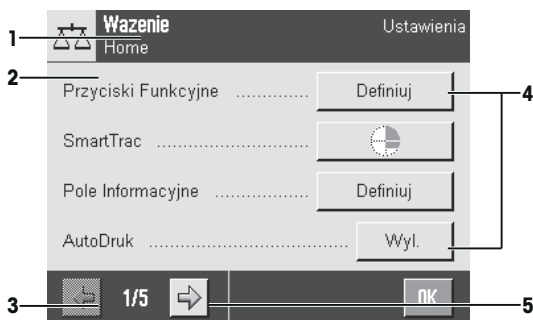 Wazenie
Ustawienia
1
Home
2
Przyciski Funkcyjne .............. Definiuj
4
SmartTrac ............................
Pole Informacyjne ................. Definiuj
AutoDruk ...................................... Wyl.
3
1/5
OK
5